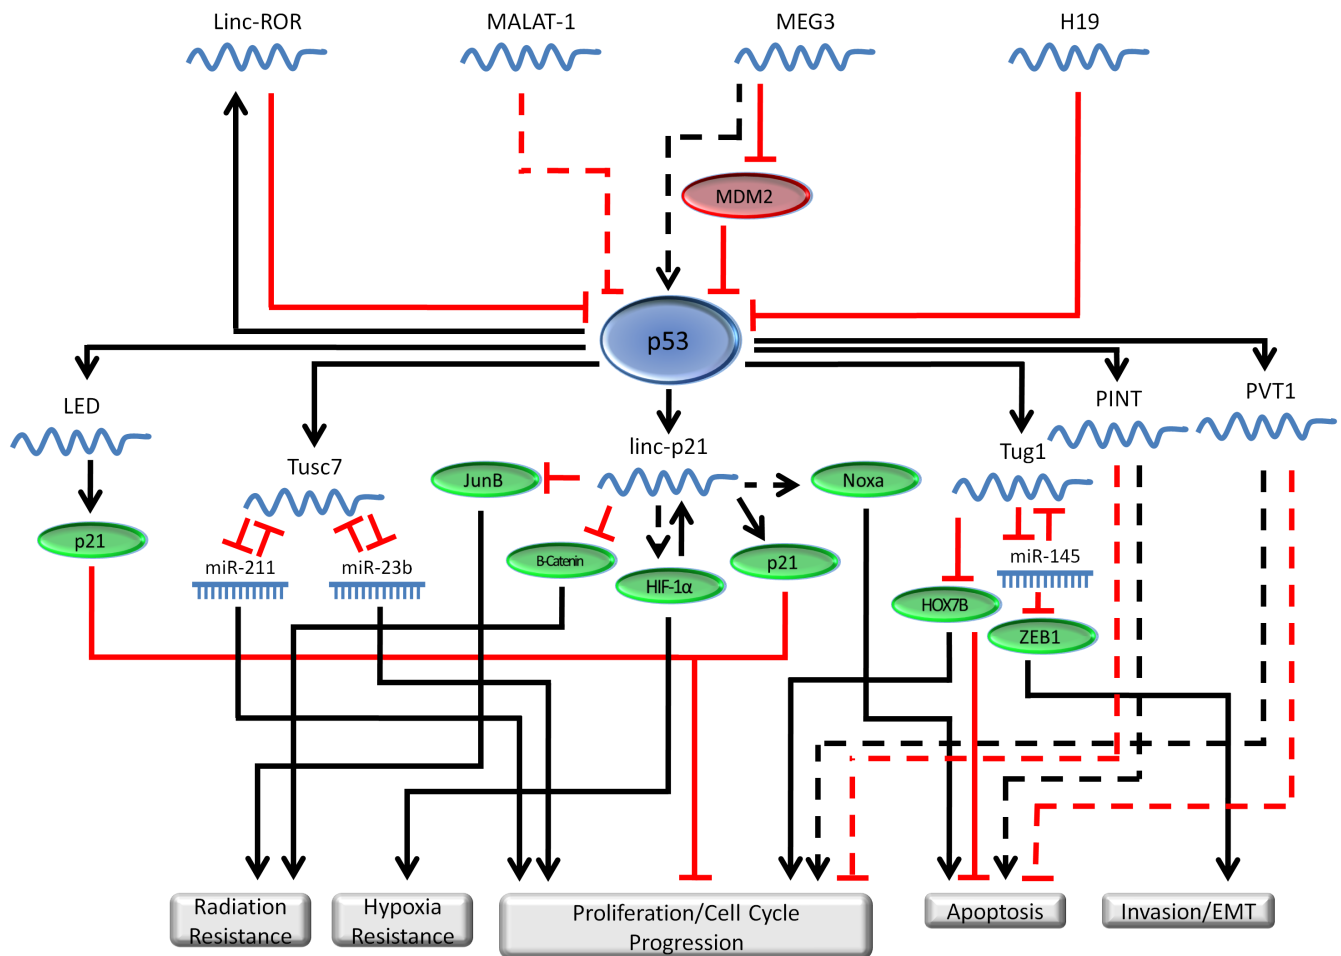 Linc-ROR
MALAT-1
MEG3
H19
MDM2
p53
LED
PINT
PVT1
linc-p21
Tug1
Tusc7
JunB
Noxa
p21
B-Catenin
p21
miR-211
miR-23b
miR-145
HIF-1α
HOX7B
ZEB1
Radiation
Resistance
Hypoxia
Resistance
Proliferation/Cell Cycle
Progression
Apoptosis
Invasion/EMT